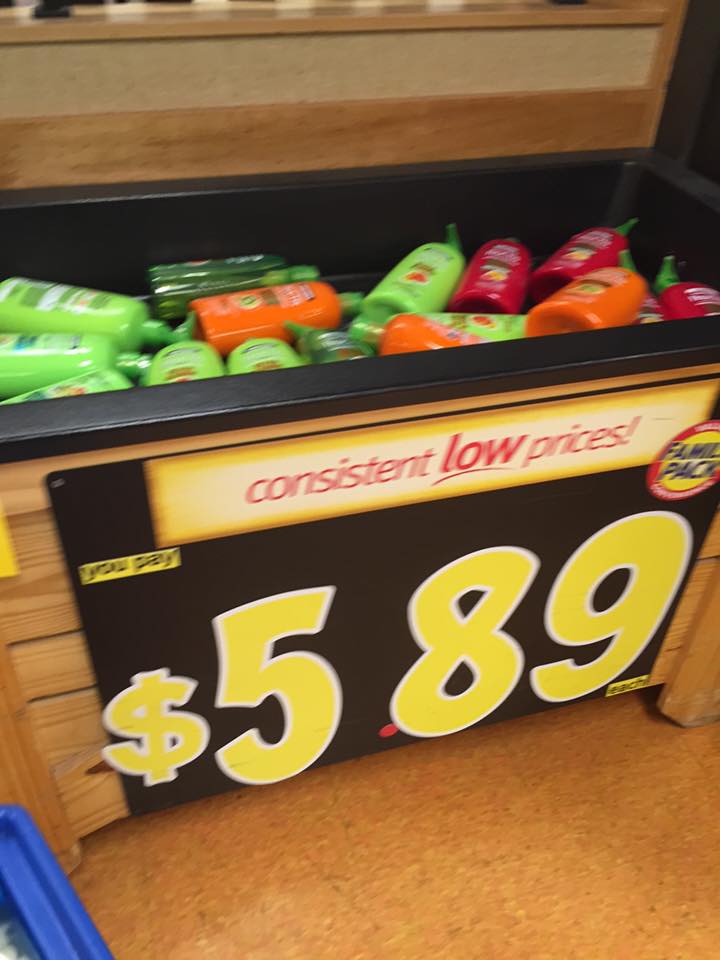 consistent low prices!
FAMILY
PACK
you pay
$5.89
each